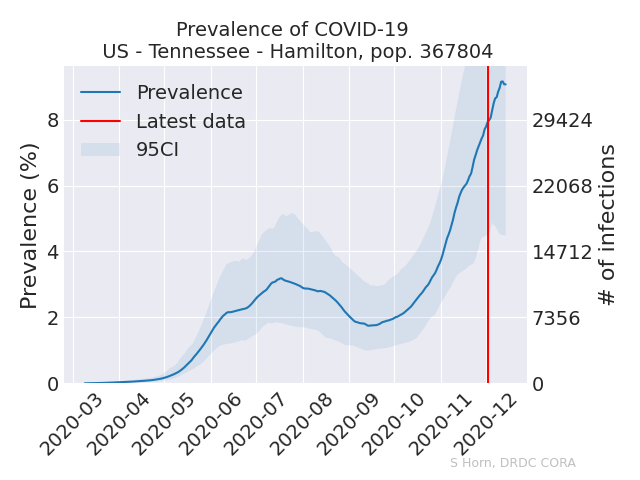 Prevalence of COVID-19
US - Tennessee - Hamilton, pop. 367804
Prevalence
Latest data
95CI
Prevalence (%)
8
6
4
2
0
29424
22068
14712
7356
0
# of infections
2020-03
2020-04
2020-05
2020-06
2020-07
2020-08
2020-09
2020-10
2020-11
2020-12
S Horn, DRDC CORA